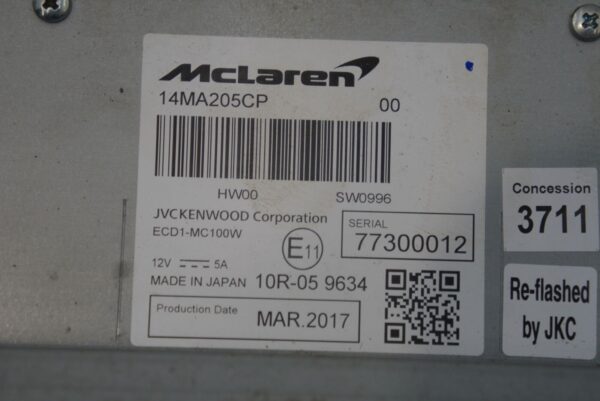 McLaren
14MA205CP 00
HW00 SW0996
JVCKENWOOD Corporation
ECD1-MC100W
SERIAL
77300012
E11
12V 5A
MADE IN JAPAN 10R-05 9634
Production Date MAR.2017
Concession
3711
Re-flashed
by JKC